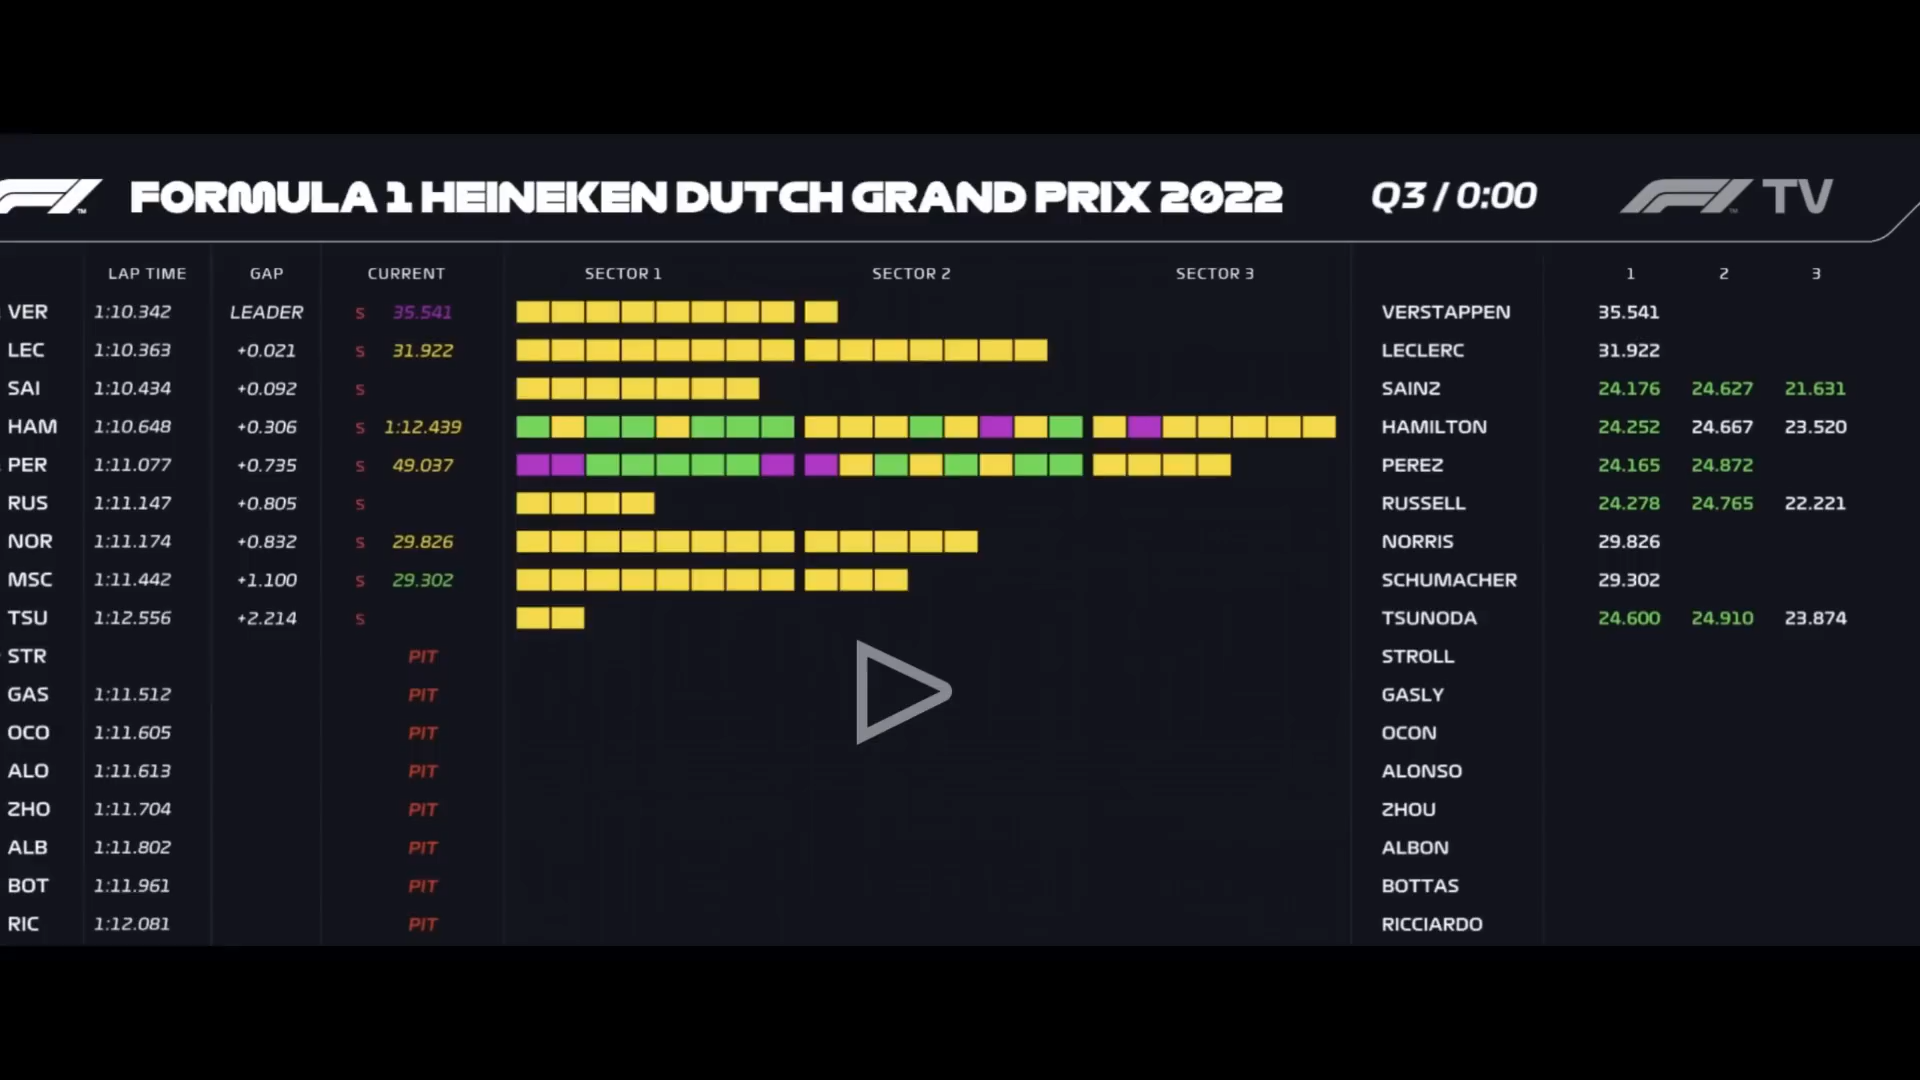 F1 FORMULA 1 HEINEKEN DUTCH GRAND PRIX 2022 Q3 / 0:00 F1 TV
LAP TIME GAP CURRENT SECTOR 1 SECTOR 2 SECTOR 3 1 2 3
VER 1:10.342 LEADER S 35.541 VERSTAPPEN 35.541
LEC 1:10.363 +0.021 S 31.922 LECLERC 31.922
SAI 1:10.434 +0.092 S SAINZ 24.176 24.627 21.631
HAM 1:10.648 +0.306 S 1:12.439 HAMILTON 24.252 24.667 23.520
PER 1:11.077 +0.735 S 49.037 PEREZ 24.165 24.872
RUS 1:11.147 +0.805 S RUSSELL 24.278 24.765 22.221
NOR 1:11.174 +0.832 S 29.826 NORRIS 29.826
MSC 1:11.442 +1.100 S 29.302 SCHUMACHER 29.302
TSU 1:12.556 +2.214 S TSUNODA 24.600 24.910 23.874
STR PIT STROLL
GAS 1:11.512 PIT GASLY
OCO 1:11.605 PIT OCON
ALO 1:11.613 PIT ALONSO
ZHO 1:11.704 PIT ZHOU
ALB 1:11.802 PIT ALBON
BOT 1:11.961 PIT BOTTAS
RIC 1:12.081 PIT RICCIARDO